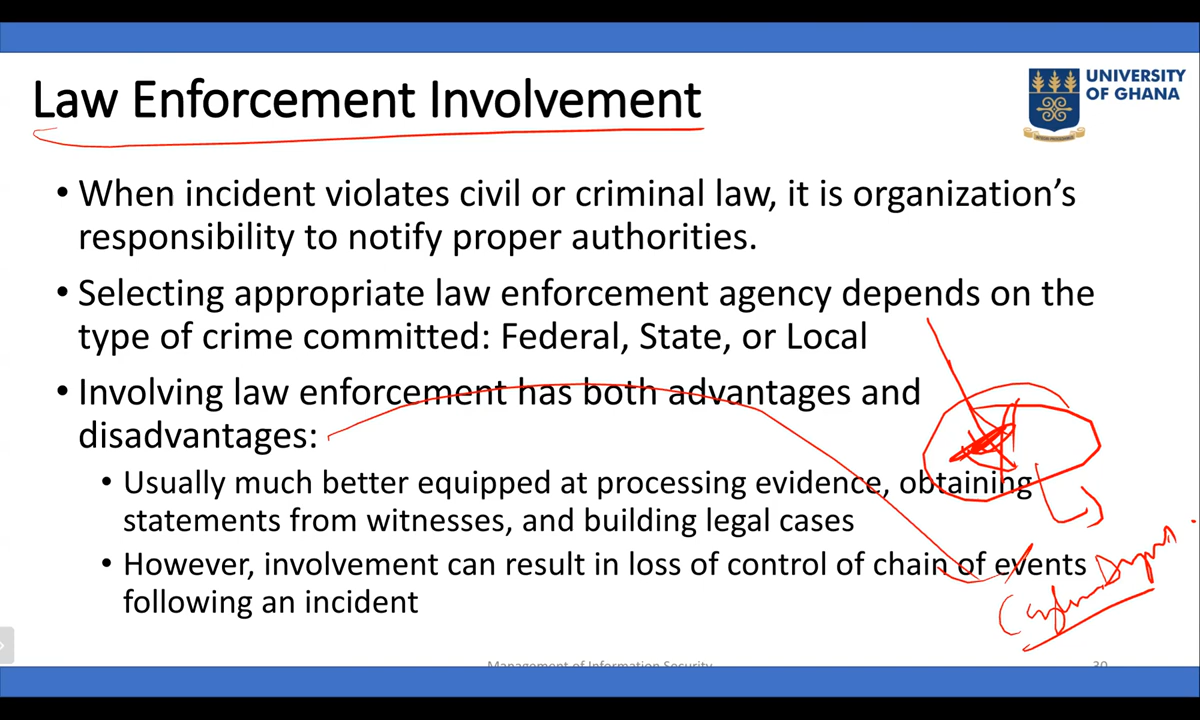 Law Enforcement Involvement
UNIVERSITY
OF GHANA
• When incident violates civil or criminal law, it is organization's
responsibility to notify proper authorities.
• Selecting appropriate law enforcement agency depends on the
type of crime committed: Federal, State, or Local
• Involving law enforcement has both advantages and
disadvantages:
• Usually much better equipped at processing evidence, obtaining
statements from witnesses, and building legal cases
• However, involvement can result in loss of control of chain of events
following an incident
Management of Information Security
30